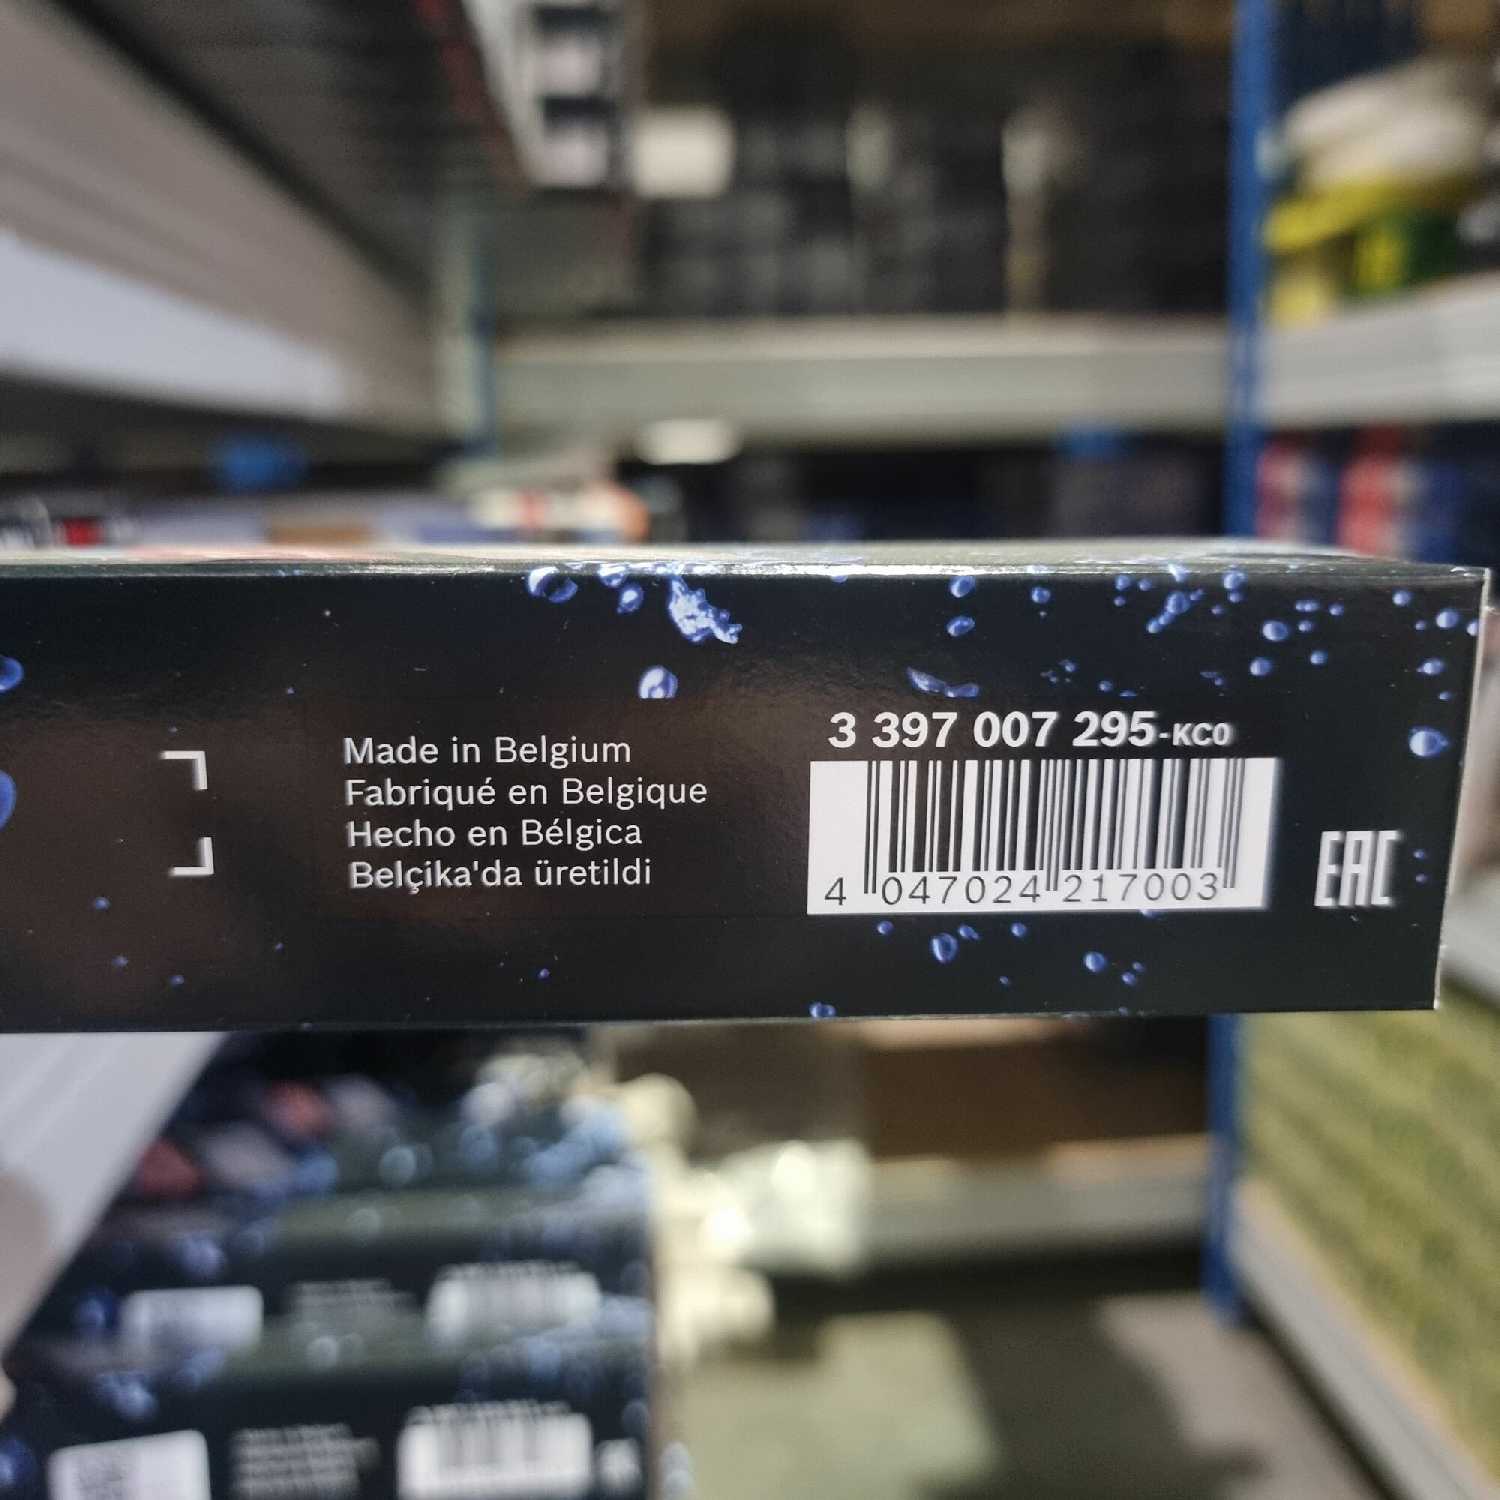 Made in Belgium
Fabriqué en Belgique
Hecho en Bélgica
Belçika'da üretildi
3 397 007 295-KC0
4 047024 217003
EAC